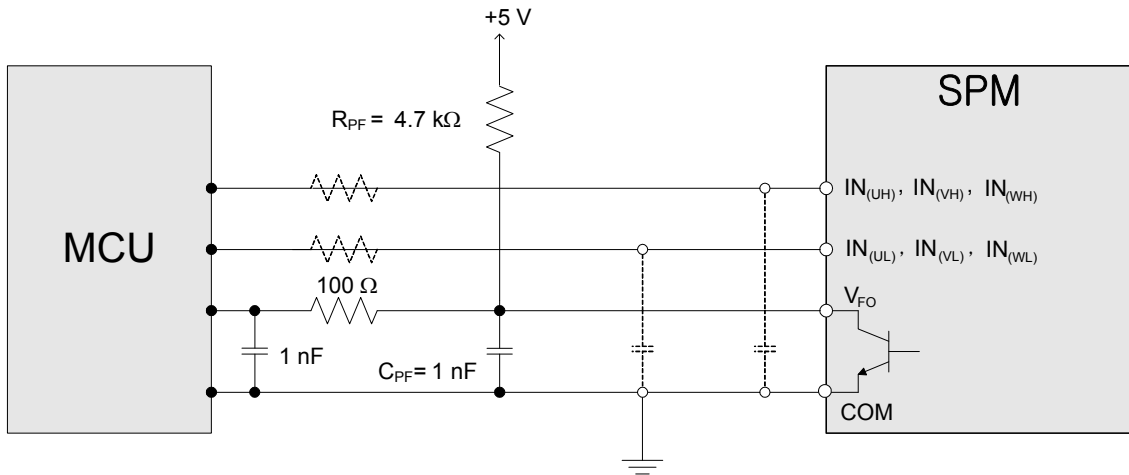 +5 V
SPM
R_PF = 4.7 kΩ
IN_(UH) , IN_(VH) , IN_(WH)
MCU
IN_(UL) , IN_(VL) , IN_(WL)
100 Ω
V_FO
1 nF
C_PF = 1 nF
COM